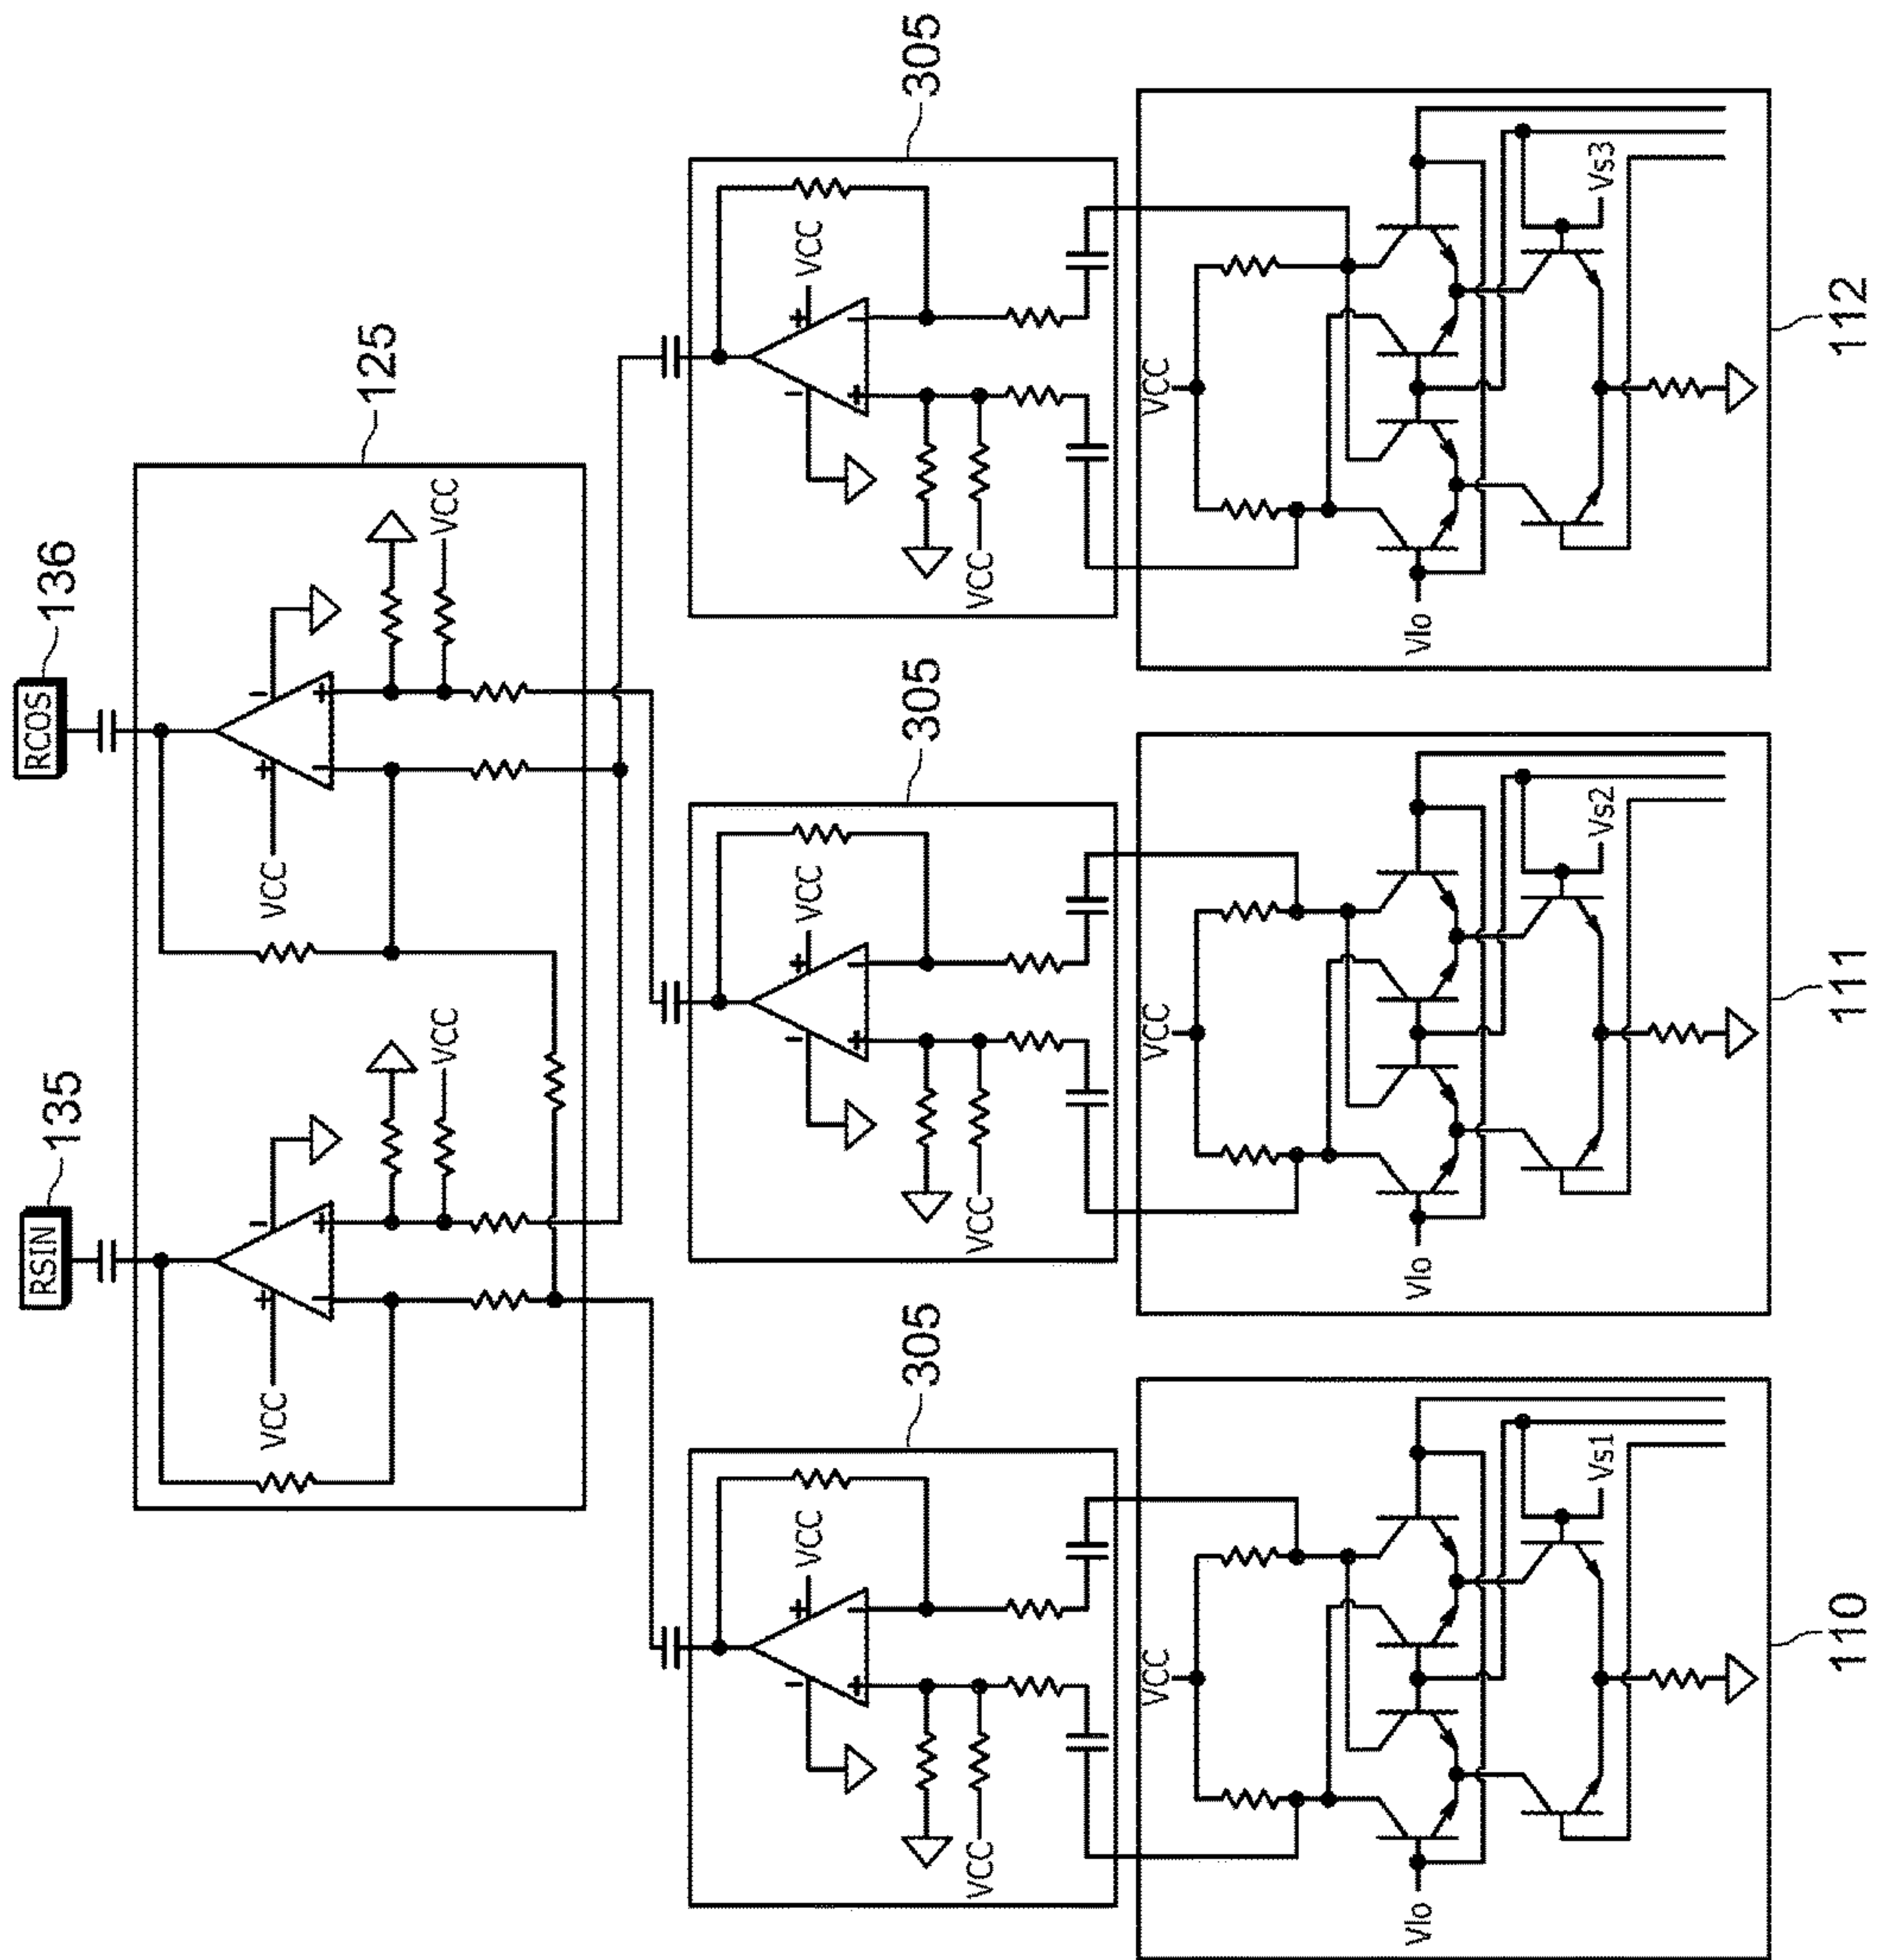 RSIN
135
RCOS
136
125
VCC
VCC
VCC
VCC
+
-
+
-
-
+
-
+
305
305
305
VCC
VCC
VCC
+
-
+
-
+
-
+
-
+
-
+
-
VCC
VCC
VCC
VCC
VCC
VCC
Vlo
Vlo
Vlo
Vs1
Vs2
Vs3
110
111
112